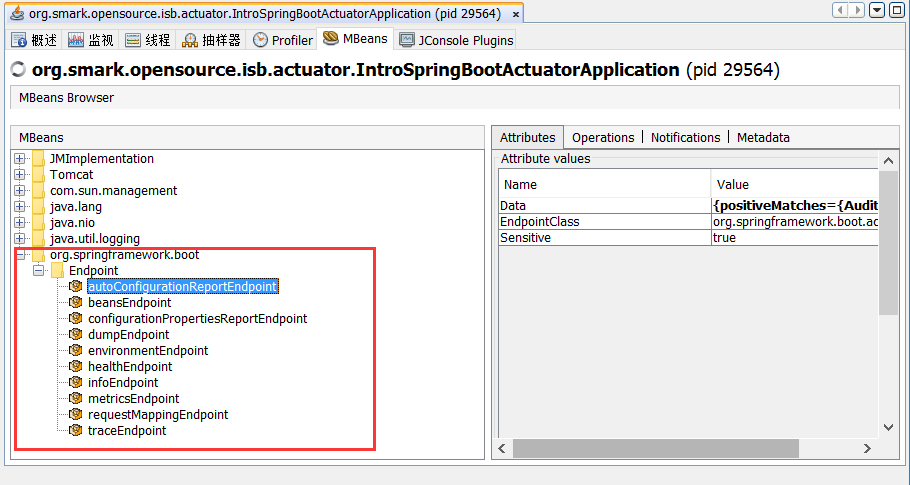 org.smark.opensource.isb.actuator.IntroSpringBootActuatorApplication (pid 29564)
概述 监视 线程 抽样器 Profiler MBeans JConsole Plugins
org.smark.opensource.isb.actuator.IntroSpringBootActuatorApplication (pid 29564)
MBeans Browser
MBeans
JMImplementation
Tomcat
com.sun.management
java.lang
java.nio
java.util.logging
org.springframework.boot
Endpoint
autoConfigurationReportEndpoint
beansEndpoint
configurationPropertiesReportEndpoint
dumpEndpoint
environmentEndpoint
healthEndpoint
infoEndpoint
metricsEndpoint
requestMappingEndpoint
traceEndpoint
Attributes Operations Notifications Metadata
Attribute values
Name Value
Data {positiveMatches={Audit
EndpointClass org.springframework.boot.ac
Sensitive true